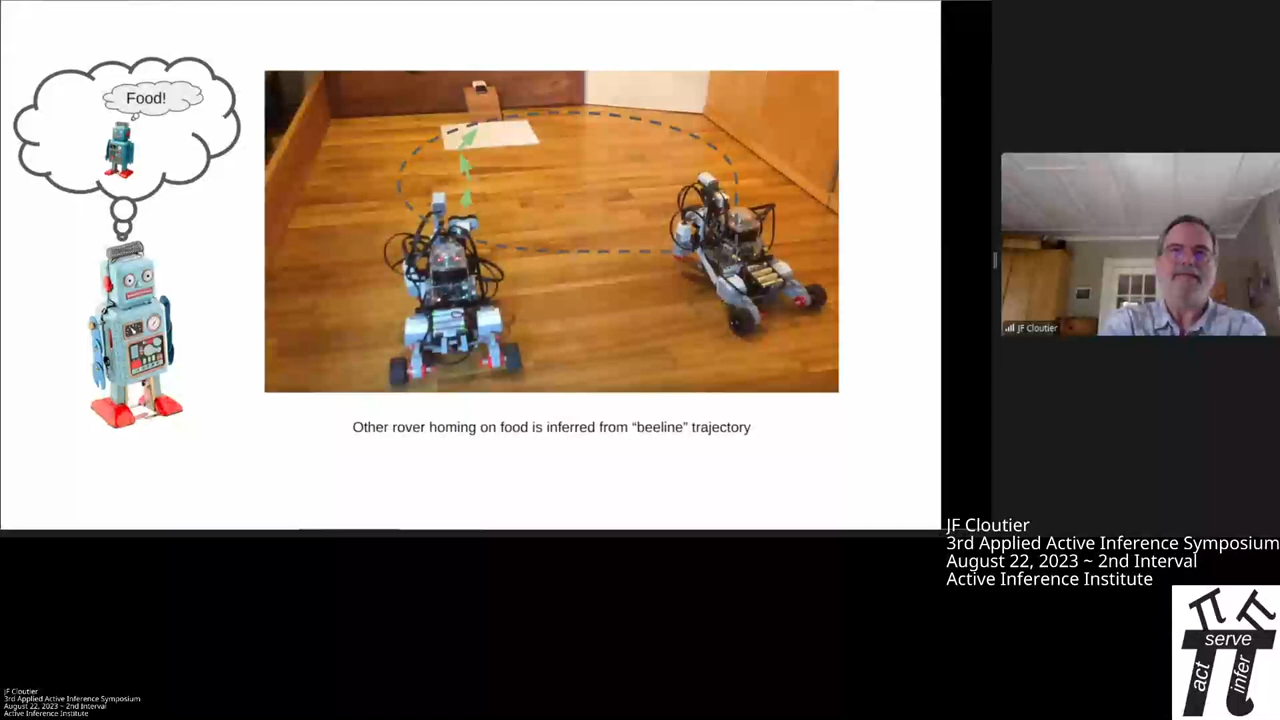 Food!
Other rover homing on food is inferred from “beeline” trajectory
JF Cloutier
JF Cloutier
3rd Applied Active Inference Symposium
August 22, 2023 ~ 2nd Interval
Active Inference Institute
serve
act
infer
JF Cloutier
3rd Applied Active Inference Symposium
August 22, 2023 ~ 2nd Interval
Active Inference Institute